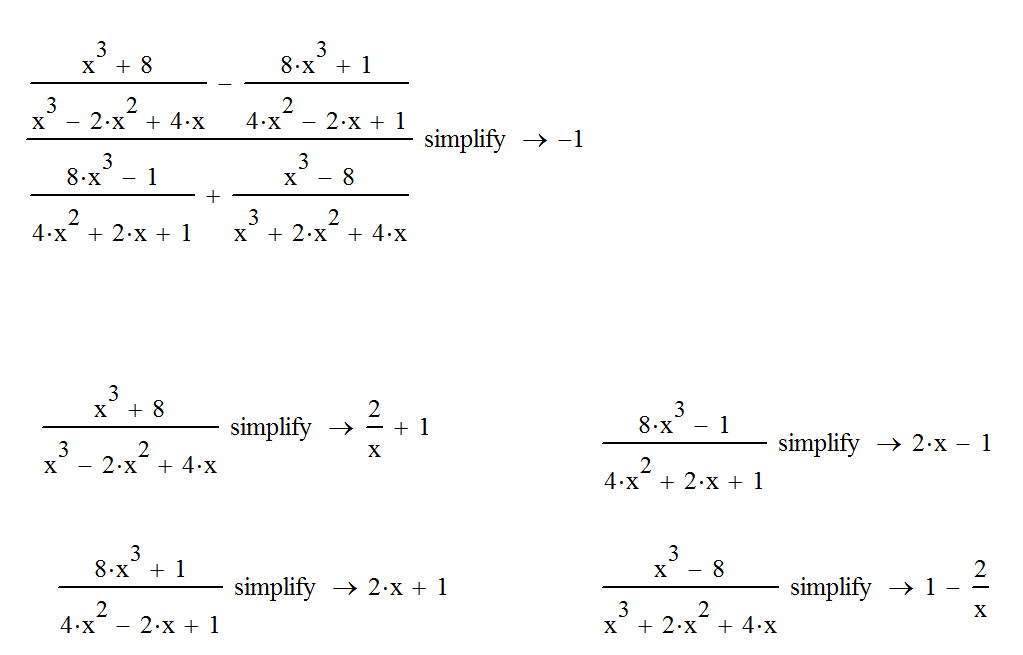 (x^3 + 8)/(x^3 − 2·x^2 + 4·x) − (8·x^3 + 1)/(4·x^2 − 2·x + 1)
────────── simplify → −1
(8·x^3 − 1)/(4·x^2 + 2·x + 1) + (x^3 − 8)/(x^3 + 2·x^2 + 4·x)
(x^3 + 8)/(x^3 − 2·x^2 + 4·x) simplify → 2/x + 1
(8·x^3 − 1)/(4·x^2 + 2·x + 1) simplify → 2·x − 1
(8·x^3 + 1)/(4·x^2 − 2·x + 1) simplify → 2·x + 1
(x^3 − 8)/(x^3 + 2·x^2 + 4·x) simplify → 1 − 2/x